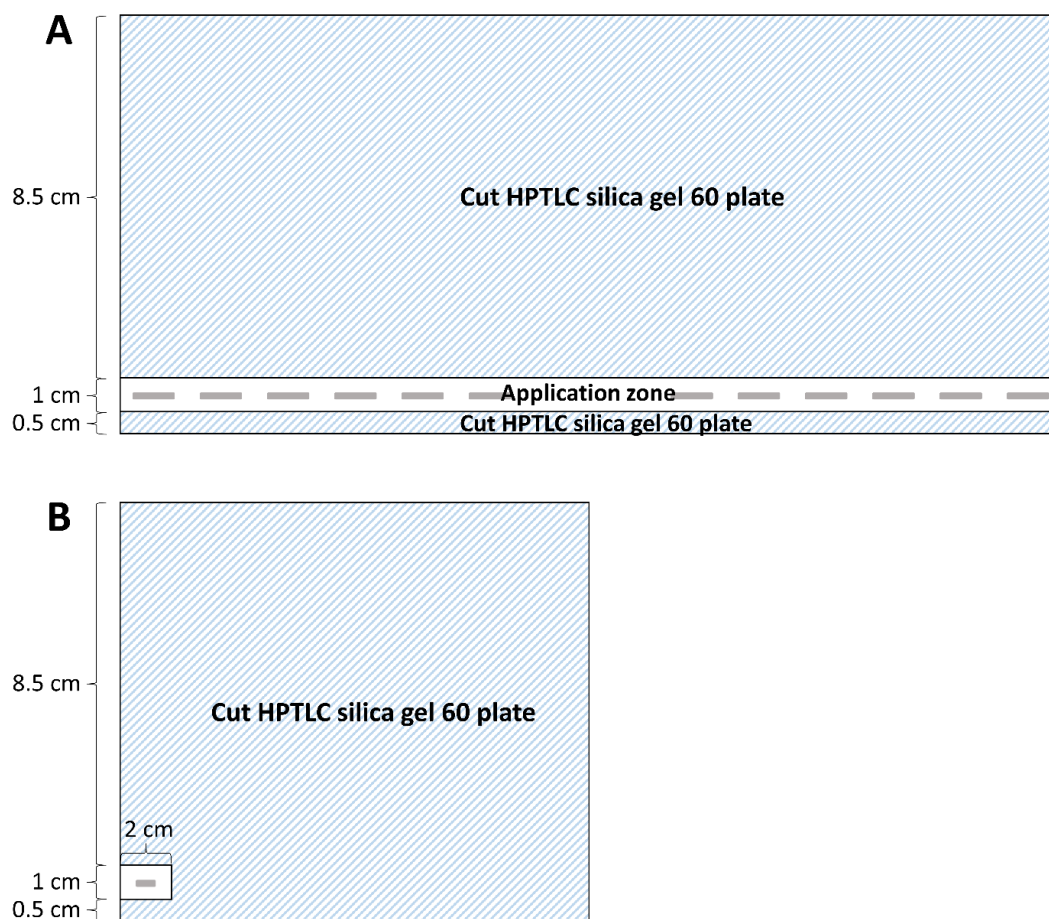 A
8.5 cm
Cut HPTLC silica gel 60 plate
1 cm
Application zone
0.5 cm
Cut HPTLC silica gel 60 plate
B
8.5 cm
Cut HPTLC silica gel 60 plate
2 cm
1 cm
0.5 cm